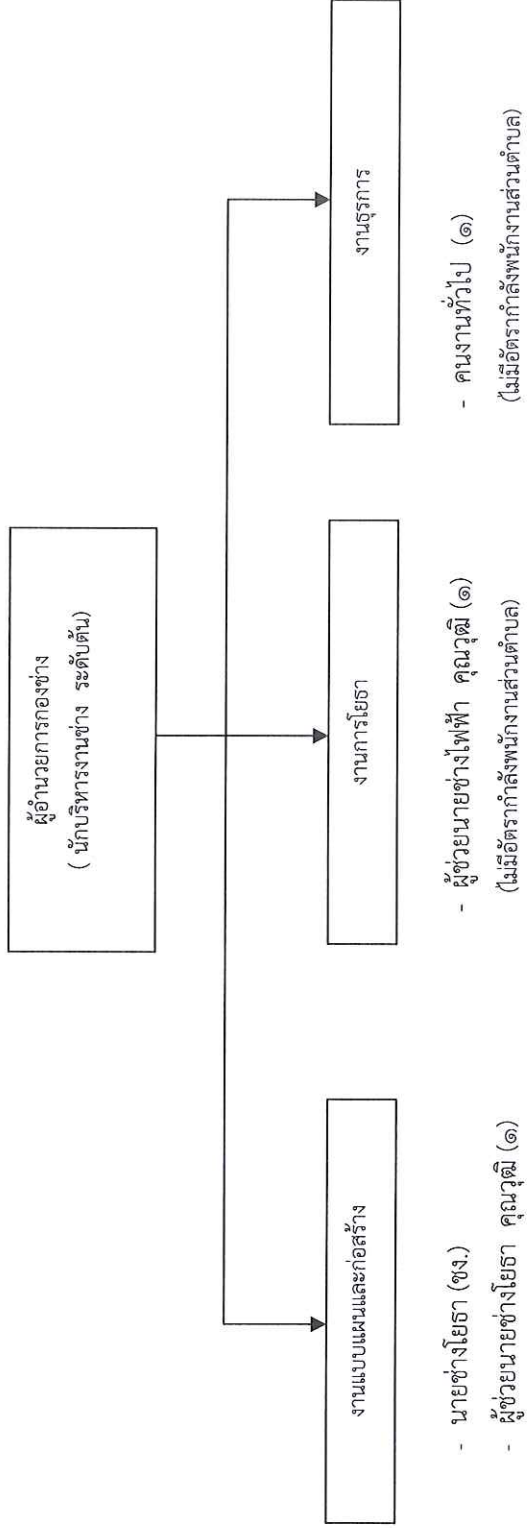 ผู้อำนวยการกองช่าง
( นักบริหารงานช่าง ระดับต้น)
งานแบบแผนและก่อสร้าง
- นายช่างโยธา (ชง.)
- ผู้ช่วยนายช่างโยธา คุณวุฒิ (๑)
งานการโยธา
- ผู้ช่วยนายช่างไฟฟ้า คุณวุฒิ (๑)
(ไม่มีอัตรากำลังพนักงานส่วนตำบล)
งานธุรการ
- คนงานทั่วไป (๑)
(ไม่มีอัตรากำลังพนักงานส่วนตำบล)